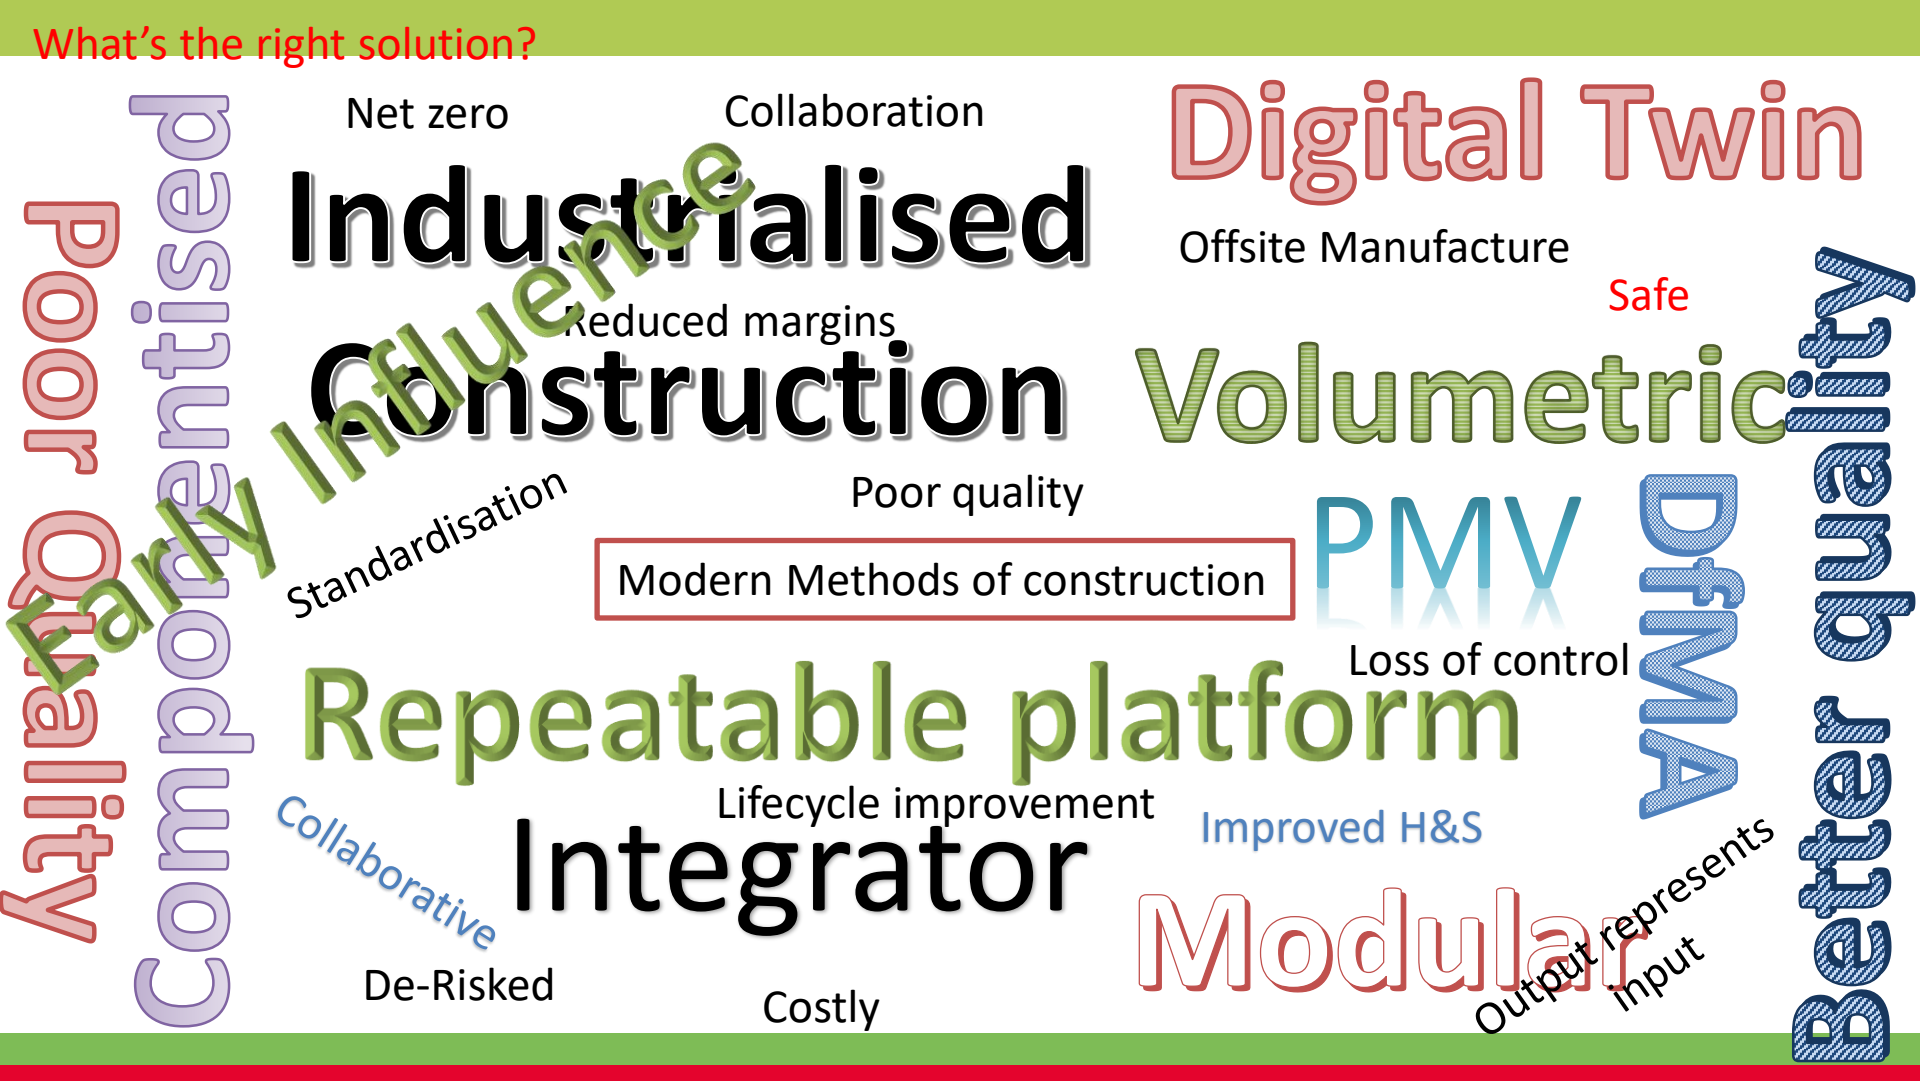 What's the right solution?
Net zero
Collaboration
Digital Twin
Industrialised
Construction
Early Influence
Offsite Manufacture
Safe
Reduced margins
Volumetric
Poor Quality
Componentised
Standardisation
Poor quality
PMV
DfMA
Better quality
Modern Methods of construction
Loss of control
Repeatable platform
Lifecycle improvement
Collaborative
Integrator
Improved H&S
Modular
Output represents
input
De-Risked
Costly